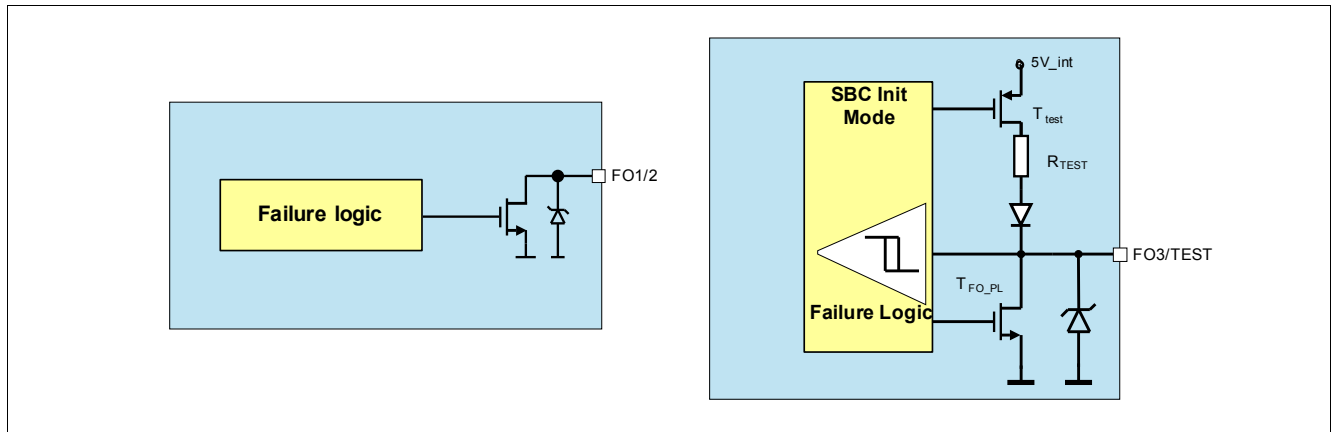 Failure logic
FO1/2
SBC Init
Mode
5V_int
T test
R TEST
FO3/TEST
T FO_PL
Failure Logic